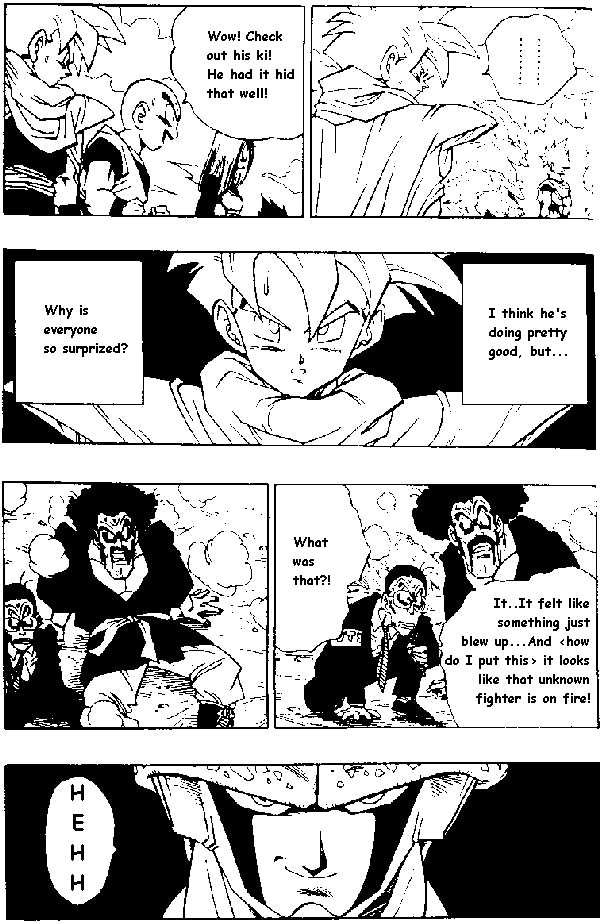 Wow! Check
out his ki!
He had it hid
that well!
Why is
everyone
so surprized?
I think he's
doing pretty
good, but...
What
was
that?!
It..It felt like
something just
blew up...And <how
do I put this> it looks
like that unknown
fighter is on fire!
H
E
H
H